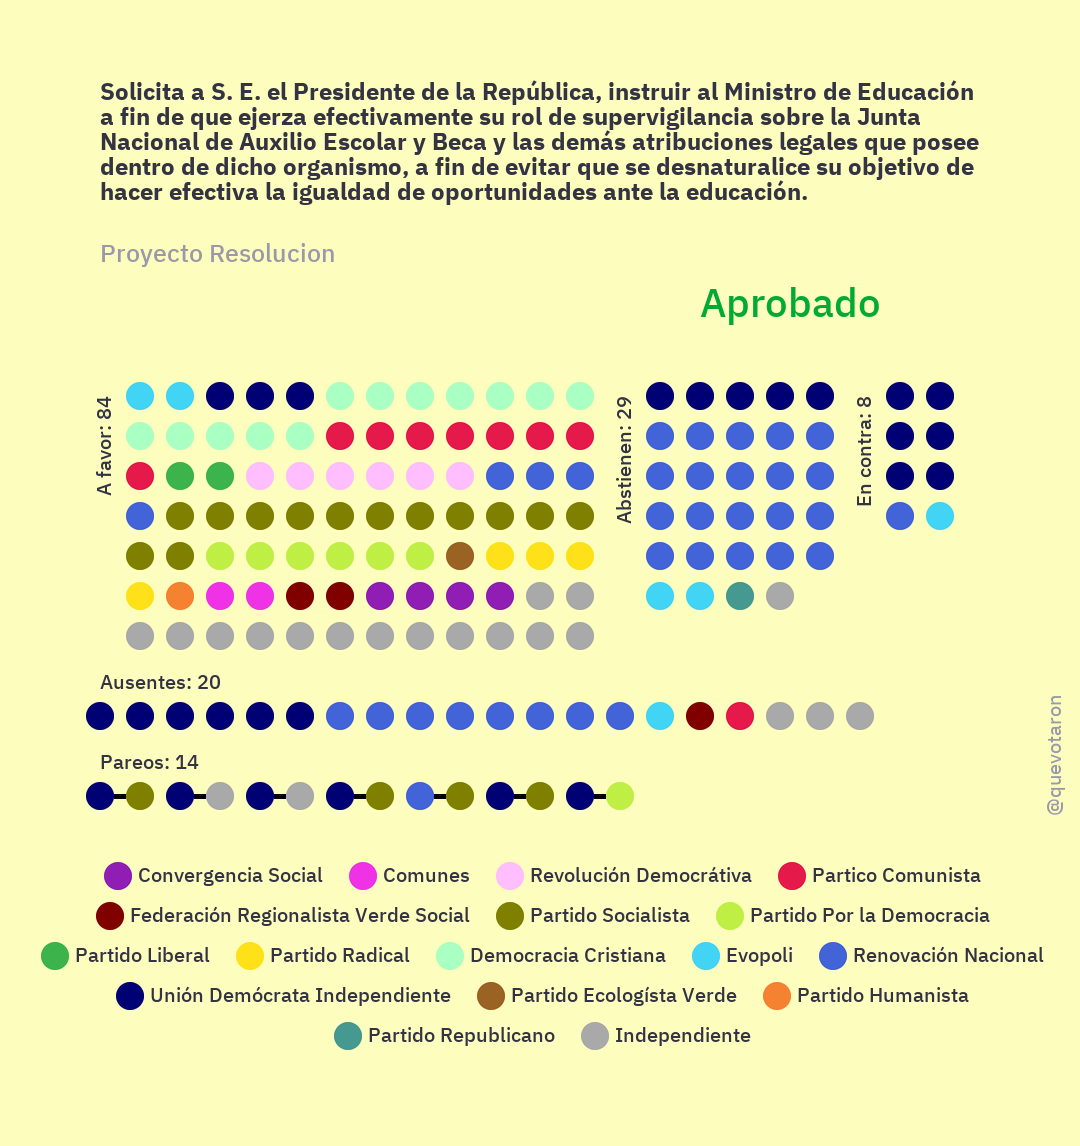 Solicita a S. E. el Presidente de la República, instruir al Ministro de Educación
a fin de que ejerza efectivamente su rol de supervigilancia sobre la Junta
Nacional de Auxilio Escolar y Beca y las demás atribuciones legales que posee
dentro de dicho organismo, a fin de evitar que se desnaturalice su objetivo de
hacer efectiva la igualdad de oportunidades ante la educación.
Proyecto Resolucion
Aprobado
A favor: 84
Abstienen: 29
En contra: 8
Ausentes: 20
Pareos: 14
@quevotaron
Convergencia Social
Comunes
Revolución Democrátiva
Partico Comunista
Federación Regionalista Verde Social
Partido Socialista
Partido Por la Democracia
Partido Liberal
Partido Radical
Democracia Cristiana
Evopoli
Renovación Nacional
Unión Demócrata Independiente
Partido Ecologísta Verde
Partido Humanista
Partido Republicano
Independiente